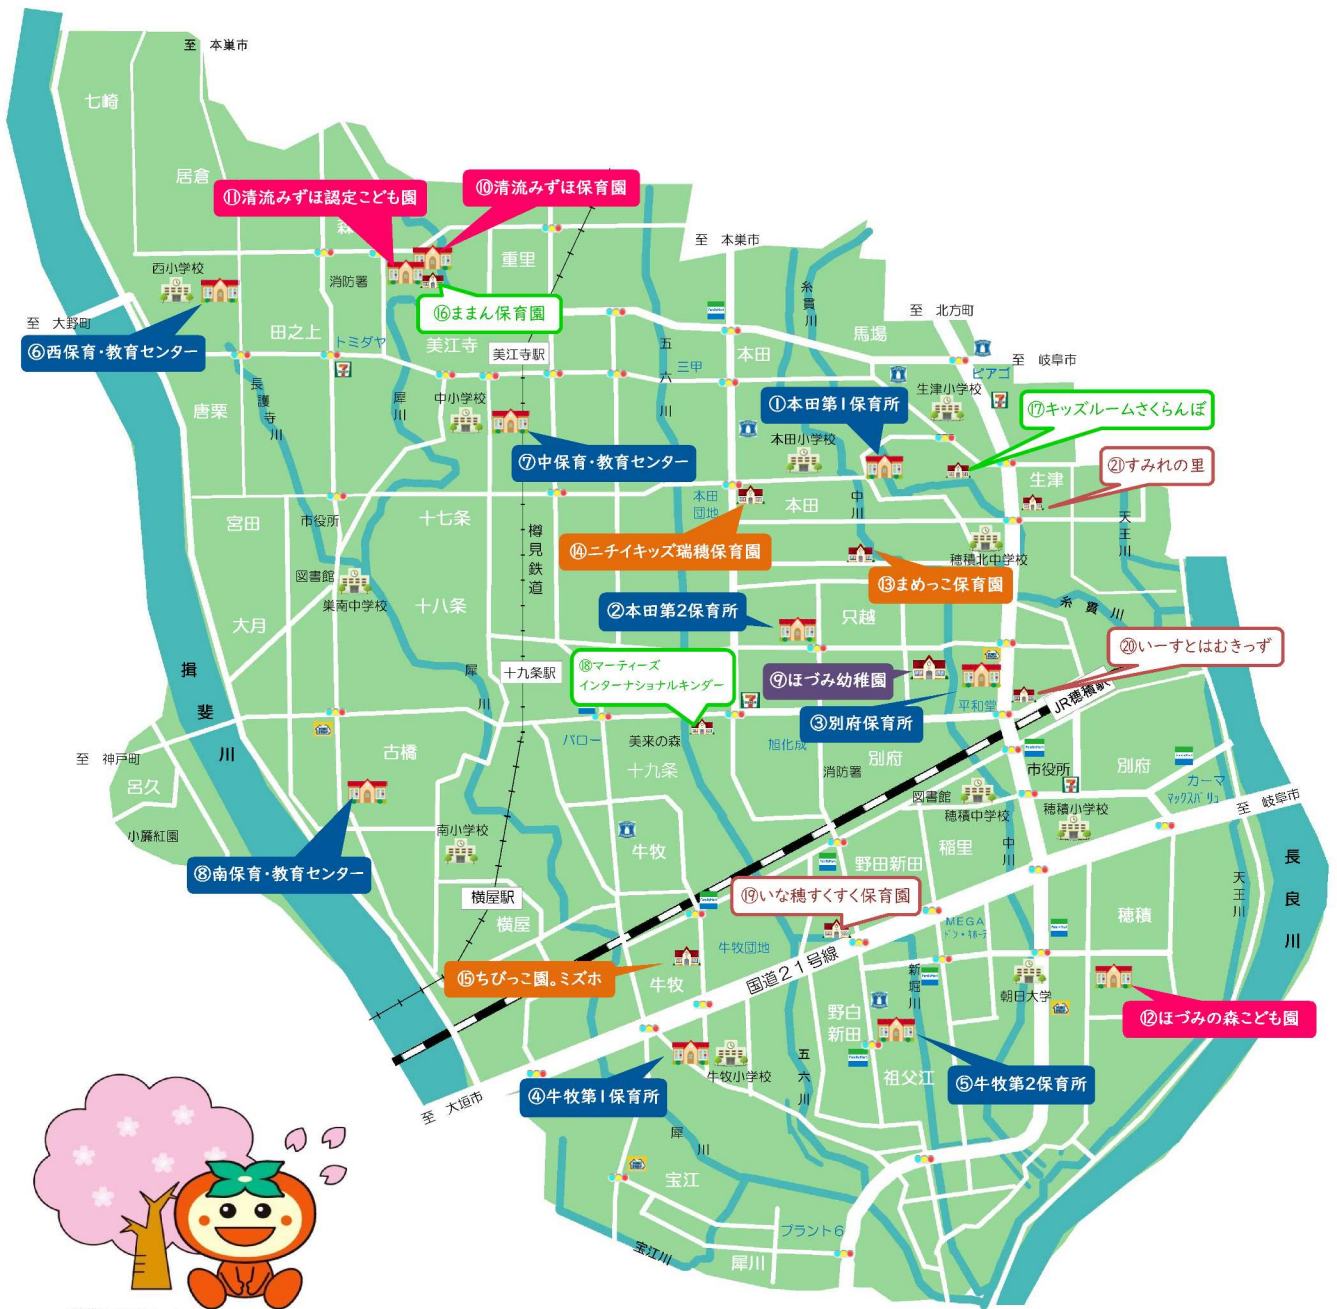 至 本巣市
七崎
居倉
⑪清流みずほ認定こども園
⑩清流みずほ保育園
森
重里
西小学校
消防署
⑯ままん保育園
至 本巣市
糸貫川
馬場
至 北方町
至 岐阜市
至 大野町
⑥西保育・教育センター
田之上
トミダヤ
美江寺
美江寺駅
五六川
三甲
本田
ピアゴ
生津小学校
①本田第1保育所
⑰キッズルームさくらんぼ
唐栗
長護寺川
犀川
中小学校
⑦中保育・教育センター
本田小学校
㉑すみれの里
生津
宮田
市役所
十七条
樽見鉄道
本田団地
本田
中川
天王川
⑭ニチイキッズ瑞穂保育園
穂積北中学校
⑬まめっこ保育園
図書館
巣南中学校
十八条
大月
②本田第2保育所
只越
糸貫川
⑳いーすとはむきっず
揖斐川
犀川
十九条駅
⑱マーティーズ
インターナショナルキンダー
⑨ほづみ幼稚園
③別府保育所
平和堂
JR穂積駅
至 神戸町
呂久
小簾紅園
古橋
バロー
美来の森
十九条
旭化成
消防署
別府
市役所
別府
カーマ
マックスバリュ
至 岐阜市
図書館
穂積中学校
穂積小学校
⑧南保育・教育センター
南小学校
牛牧
野田新田
稲里
中川
長良川
天王川
横屋駅
横屋
⑲いな穂すくすく保育園
MEGA
ドン・キホーテ
穂積
⑮ちびっこ園。ミズホ
牛牧
牛牧団地
国道21号線
新堀川
朝日大学
⑫ほづみの森こども園
野白新田
至 大垣市
④牛牧第1保育所
牛牧小学校
五六川
祖父江
⑤牛牧第2保育所
犀川
宝江
プラント6
宝江川
犀川